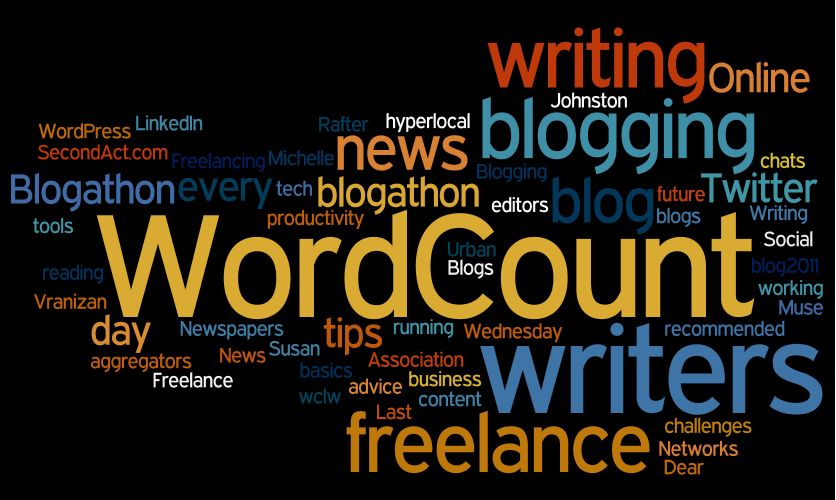 writing
Online
Johnston
WordPress
LinkedIn
Rafter
hyperlocal
blogging
SecondAct.com
Freelancing
Michelle
news
Blogging
chats
Blogathon
every
tech
blogathon
editors
blog
future
Twitter
tools
productivity
blogs
Writing
WordCount
Urban
Blogs
Social
reading
blog2011
Vranizan
working
Muse
day
Newspapers
tips
running
Wednesday
writers
recommended
aggregators
News
Susan
Association
basics
Freelance
wclw
advice
business
content
Last
freelance
challenges
Networks
Dear